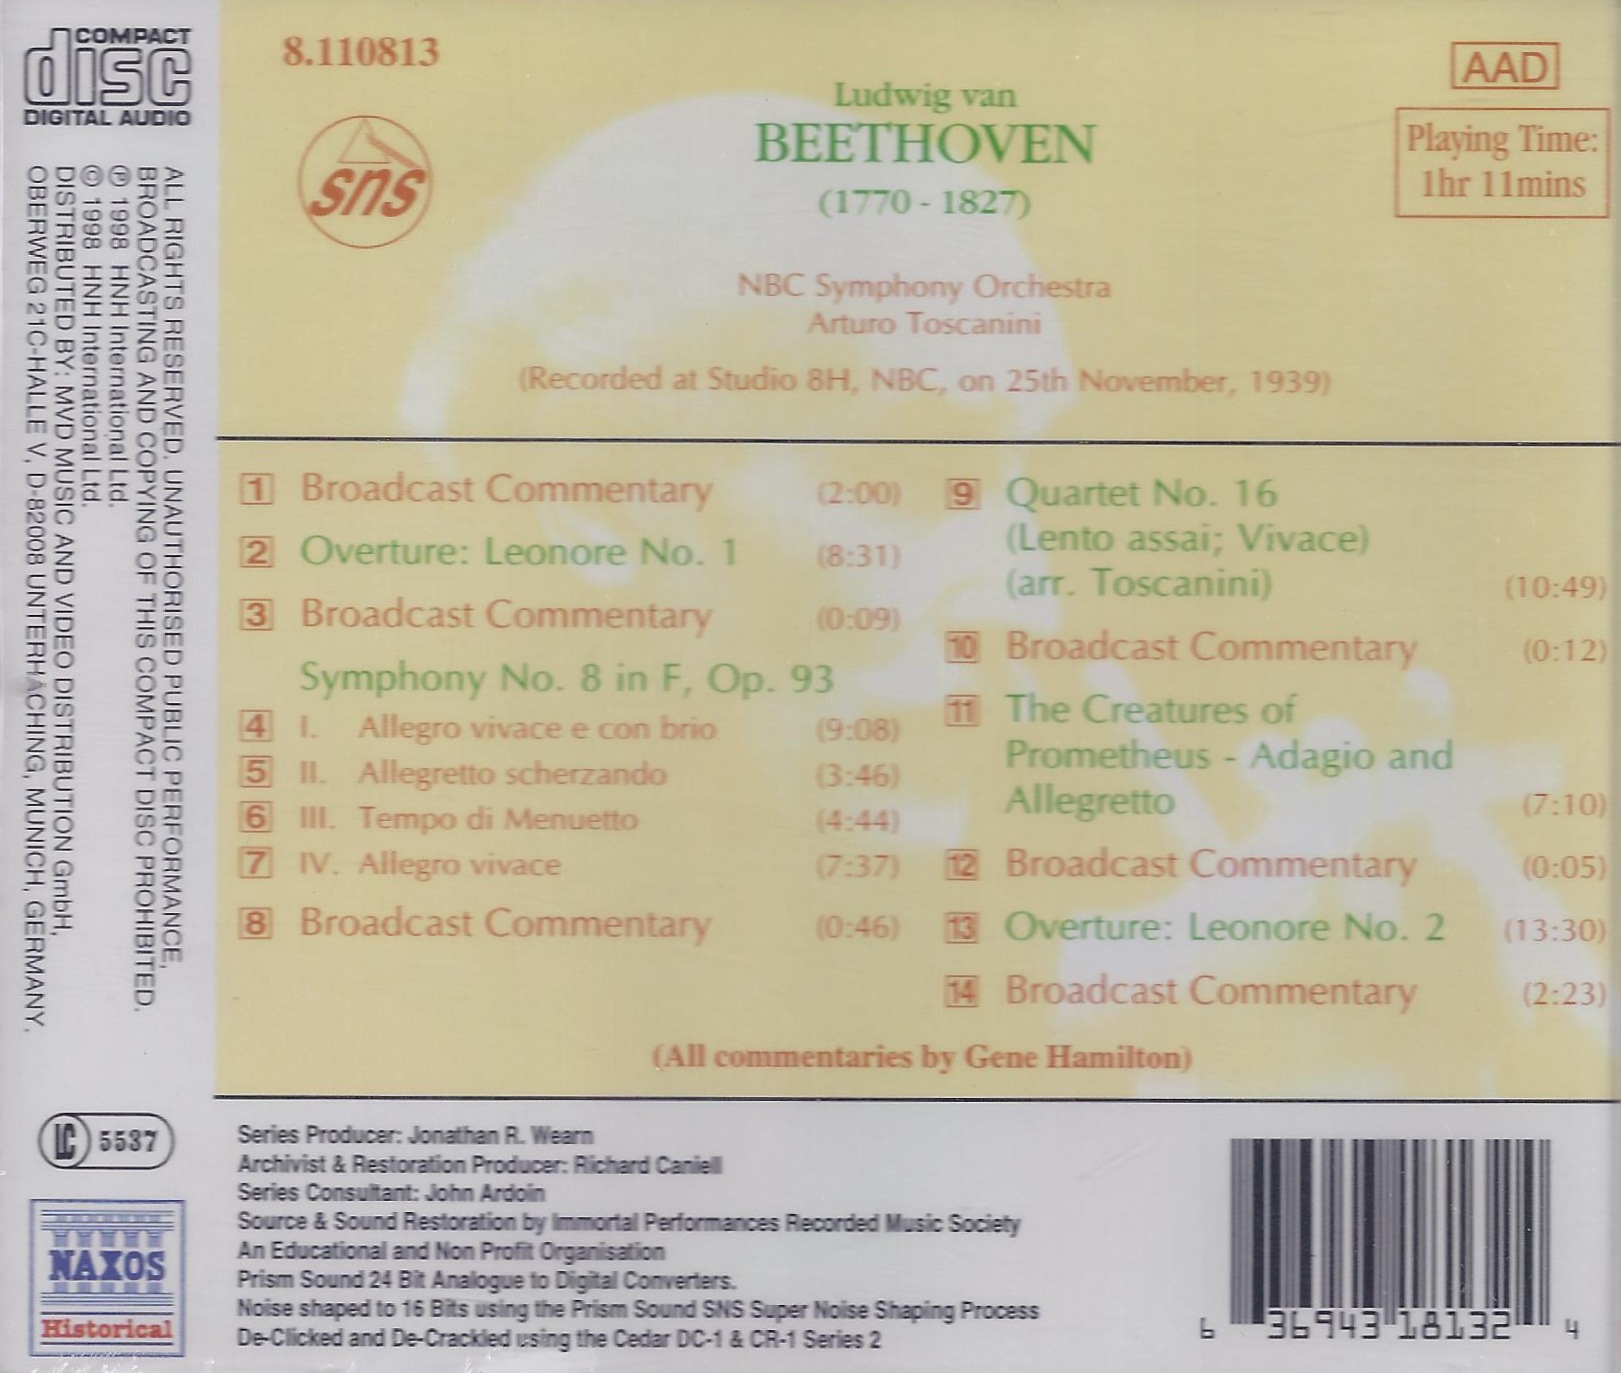 COMPACT
disc
DIGITAL AUDIO
ALL RIGHTS RESERVED. UNAUTHORISED PUBLIC PERFORMANCE,
BROADCASTING AND COPYING OF THIS COMPACT DISC PROHIBITED.
℗ 1998 HNH International Ltd.
© 1998 HNH International Ltd.
DISTRIBUTED BY: MVD MUSIC AND VIDEO DISTRIBUTION GmbH,
OBERWEG 21C-HALLE V, D-82008 UNTERHACHING, MUNICH, GERMANY.
LC 5537
NAXOS
Historical
8.110813
sns
Ludwig van
BEETHOVEN
(1770 - 1827)
AAD
Playing Time:
1hr 11mins
NBC Symphony Orchestra
Arturo Toscanini
(Recorded at Studio 8H, NBC, on 25th November, 1939)
1 Broadcast Commentary (2:00)
2 Overture: Leonore No. 1 (8:31)
3 Broadcast Commentary (0:09)
Symphony No. 8 in F, Op. 93
4 I. Allegro vivace e con brio (9:08)
5 II. Allegretto scherzando (3:46)
6 III. Tempo di Menuetto (4:44)
7 IV. Allegro vivace (7:37)
8 Broadcast Commentary (0:46)
9 Quartet No. 16
(Lento assai; Vivace)
(arr. Toscanini) (10:49)
10 Broadcast Commentary (0:12)
11 The Creatures of
Prometheus - Adagio and
Allegretto (7:10)
12 Broadcast Commentary (0:05)
13 Overture: Leonore No. 2 (13:30)
14 Broadcast Commentary (2:23)
(All commentaries by Gene Hamilton)
Series Producer: Jonathan R. Wearn
Archivist & Restoration Producer: Richard Caniell
Series Consultant: John Ardoin
Source & Sound Restoration by Immortal Performances Recorded Music Society
An Educational and Non Profit Organisation
Prism Sound 24 Bit Analogue to Digital Converters.
Noise shaped to 16 Bits using the Prism Sound SNS Super Noise Shaping Process
De-Clicked and De-Crackled using the Cedar DC-1 & CR-1 Series 2
6 36943 18132 4